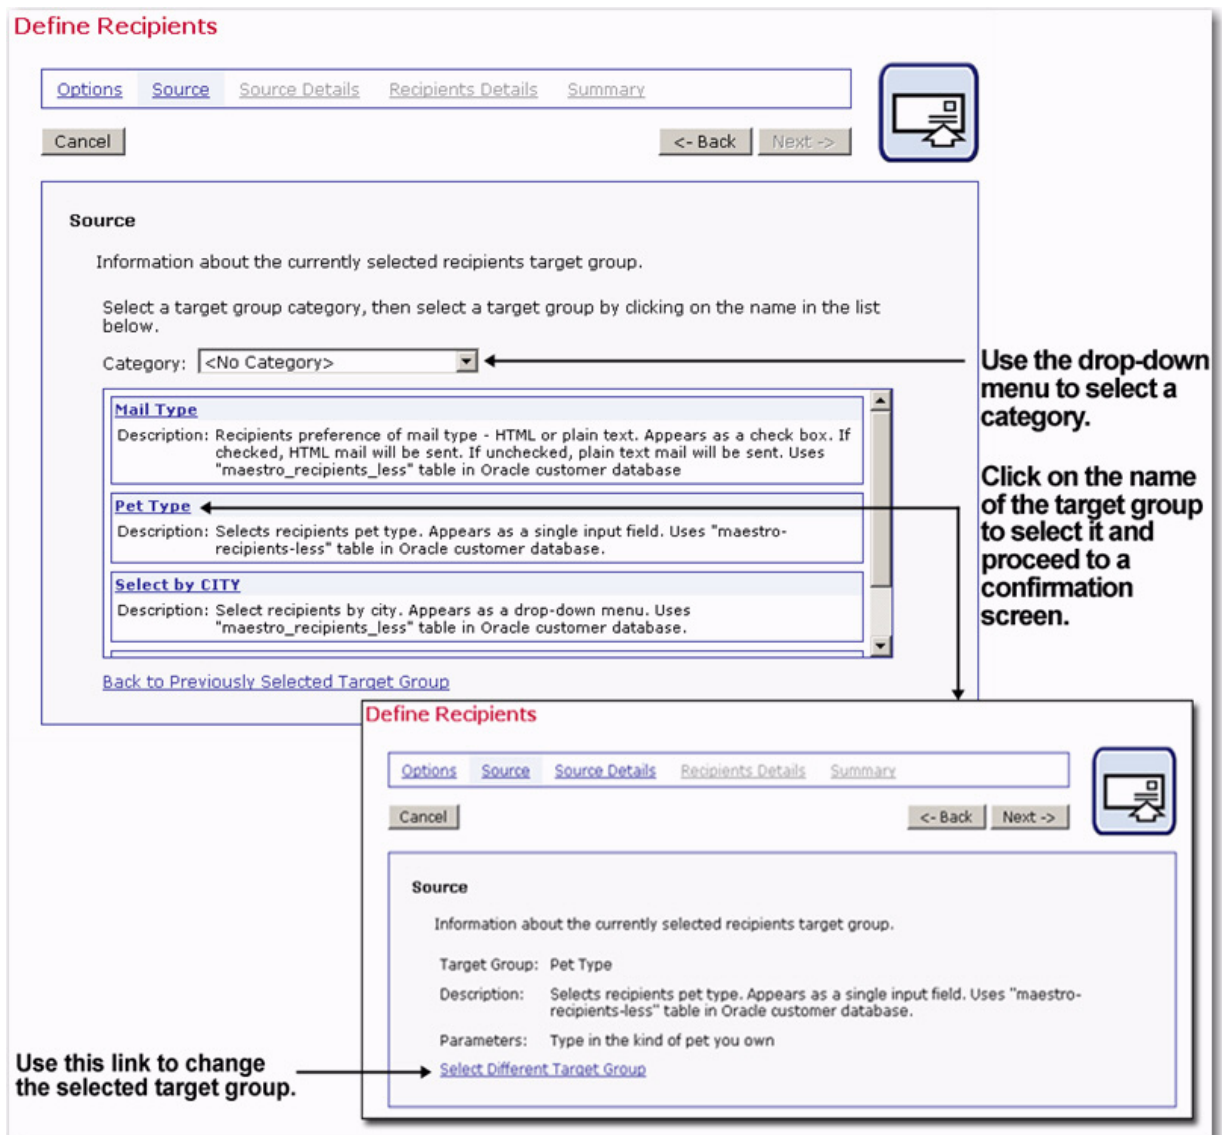 Define Recipients
Options Source Source Details Recipients Details Summary
Cancel <- Back Next ->
Source
Information about the currently selected recipients target group.
Select a target group category, then select a target group by clicking on the name in the list
below.
Category: <No Category>
Use the drop-down
menu to select a
category.
Mail Type
Description: Recipients preference of mail type - HTML or plain text. Appears as a check box. If
checked, HTML mail will be sent. If unchecked, plain text mail will be sent. Uses
"maestro_recipients_less" table in Oracle customer database
Click on the name
of the target group
to select it and
proceed to a
confirmation
screen.
Pet Type
Description: Selects recipients pet type. Appears as a single input field. Uses "maestro-
recipients-less" table in Oracle customer database.
Select by CITY
Description: Select recipients by city. Appears as a drop-down menu. Uses
"maestro_recipients_less" table in Oracle customer database.
Back to Previously Selected Target Group
Define Recipients
Options Source Source Details Recipients Details Summary
Cancel <- Back Next ->
Source
Information about the currently selected recipients target group.
Target Group: Pet Type
Description: Selects recipients pet type. Appears as a single input field. Uses "maestro-
recipients-less" table in Oracle customer database.
Parameters: Type in the kind of pet you own
Select Different Target Group
Use this link to change
the selected target group.